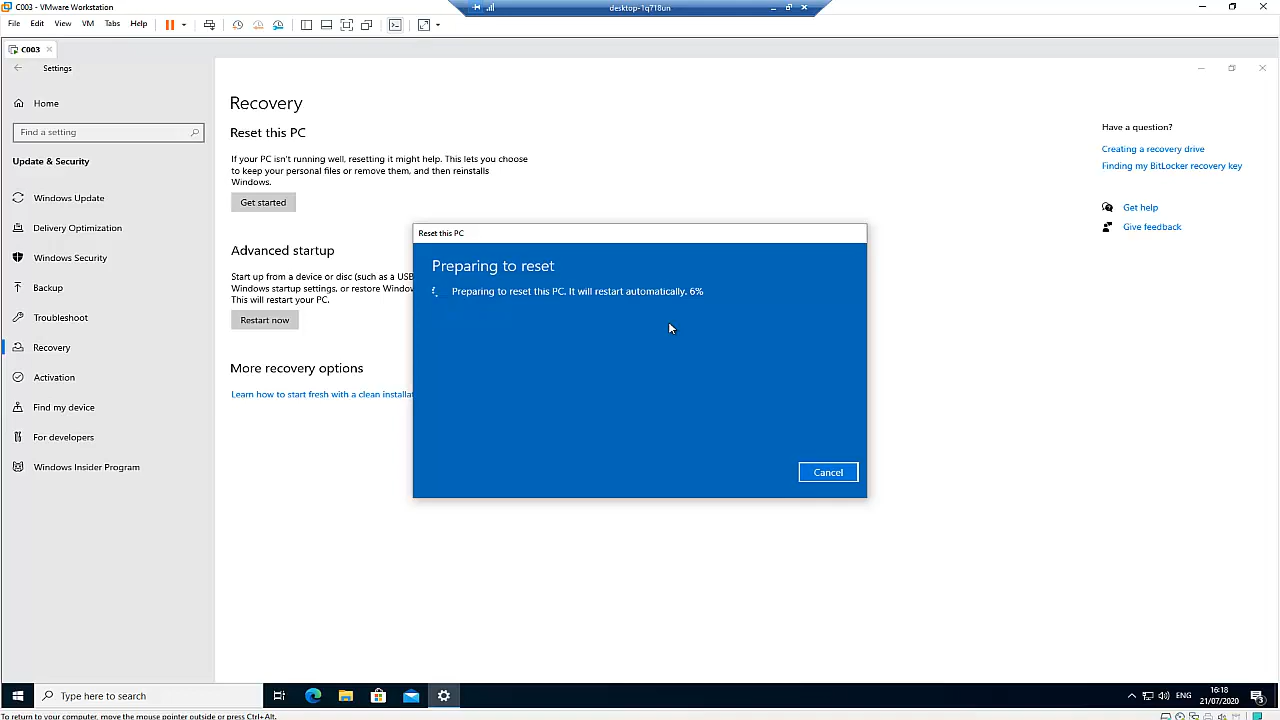 C003 - VMware Workstation
desktop-1q718un
File Edit View VM Tabs Help
C003
Settings
Home
Find a setting
Update & Security
Windows Update
Delivery Optimization
Windows Security
Backup
Troubleshoot
Recovery
Activation
Find my device
For developers
Windows Insider Program
Recovery
Reset this PC
If your PC isn't running well, resetting it might help. This lets you choose
to keep your personal files or remove them, and then reinstalls
Windows.
Get started
Advanced startup
Start up from a device or disc (such as a USB
Windows startup settings, or restore Window
This will restart your PC.
Restart now
More recovery options
Learn how to start fresh with a clean installat
Reset this PC
Preparing to reset
Preparing to reset this PC. It will restart automatically. 6%
Cancel
Have a question?
Creating a recovery drive
Finding my BitLocker recovery key
Get help
Give feedback
Type here to search
ENG
16:18
21/07/2020
3
To return to your computer, move the mouse pointer outside or press Ctrl+Alt.